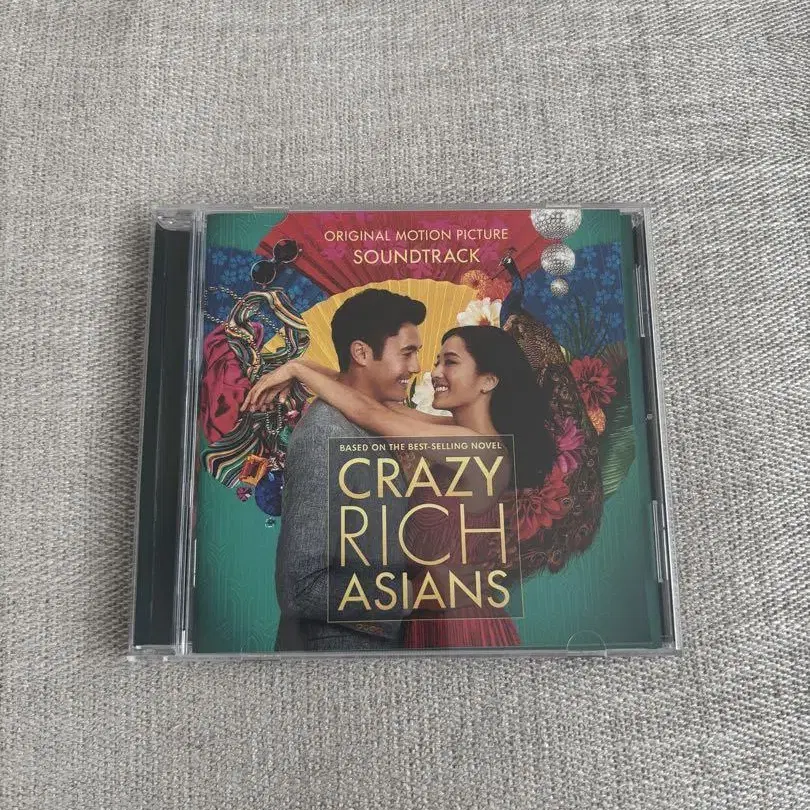 ORIGINAL MOTION PICTURE
SOUNDTRACK
BASED ON THE BEST-SELLING NOVEL
CRAZY
RICH
ASIANS